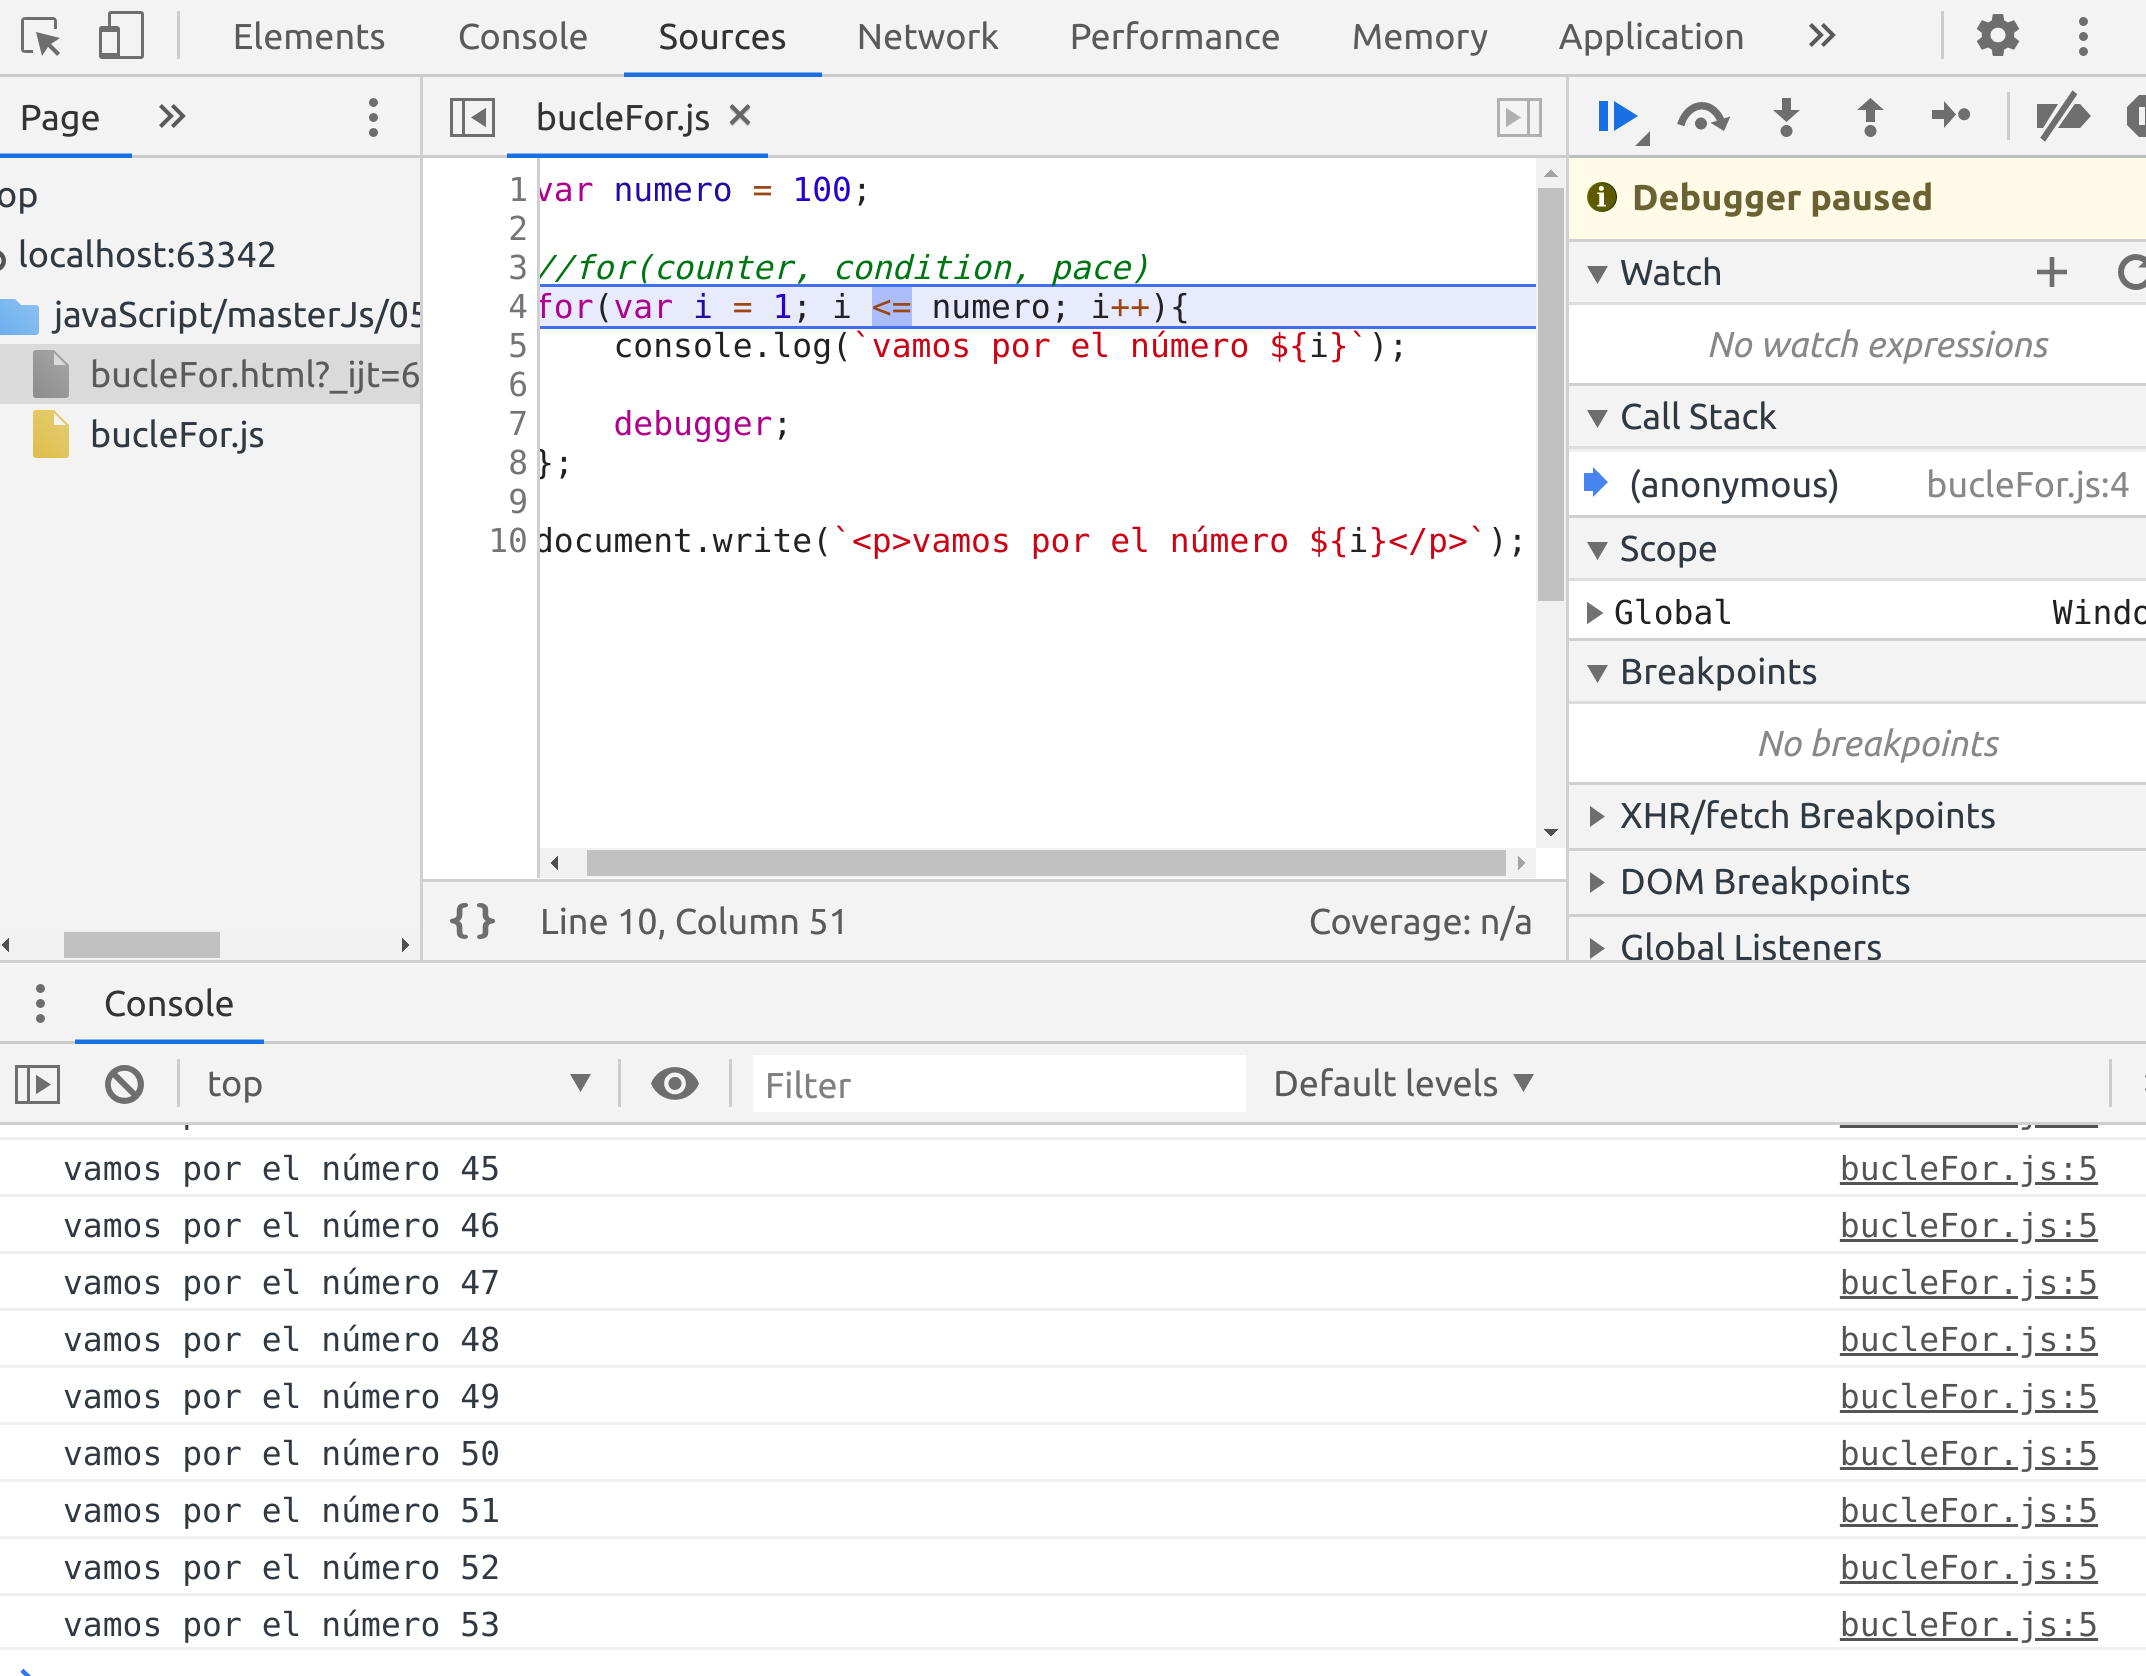 Elements Console Sources Network Performance Memory Application
Page
bucleFor.js
op
localhost:63342
javaScript/masterJs/05
bucleFor.html?_ijt=6
bucleFor.js
1 var numero = 100;
2
3 //for(counter, condition, pace)
4 for(var i = 1; i <= numero; i++){
5 console.log(`vamos por el número ${i}`);
6
7 debugger;
8 };
9
10 document.write(`<p>vamos por el número ${i}</p>`);
{} Line 10, Column 51 Coverage: n/a
Debugger paused
Watch
No watch expressions
Call Stack
(anonymous) bucleFor.js:4
Scope
Global Windo
Breakpoints
No breakpoints
XHR/fetch Breakpoints
DOM Breakpoints
Global Listeners
Console
top Filter Default levels
vamos por el número 45 bucleFor.js:5
vamos por el número 46 bucleFor.js:5
vamos por el número 47 bucleFor.js:5
vamos por el número 48 bucleFor.js:5
vamos por el número 49 bucleFor.js:5
vamos por el número 50 bucleFor.js:5
vamos por el número 51 bucleFor.js:5
vamos por el número 52 bucleFor.js:5
vamos por el número 53 bucleFor.js:5